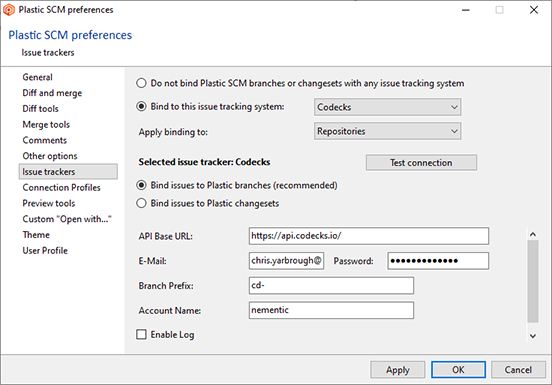 Plastic SCM preferences
Plastic SCM preferences
Issue trackers
General
Diff and merge
Diff tools
Merge tools
Comments
Other options
Issue trackers
Connection Profiles
Preview tools
Custom "Open with..."
Theme
User Profile
Do not bind Plastic SCM branches or changesets with any issue tracking system
Bind to this issue tracking system: Codecks
Apply binding to: Repositories
Selected issue tracker: Codecks Test connection
Bind issues to Plastic branches (recommended)
Bind issues to Plastic changesets
API Base URL: https://api.codecks.io/
E-Mail: chris.yarbrough@ Password: •••••••••••••
Branch Prefix: cd-
Account Name: nementic
Enable Log
Apply OK Cancel